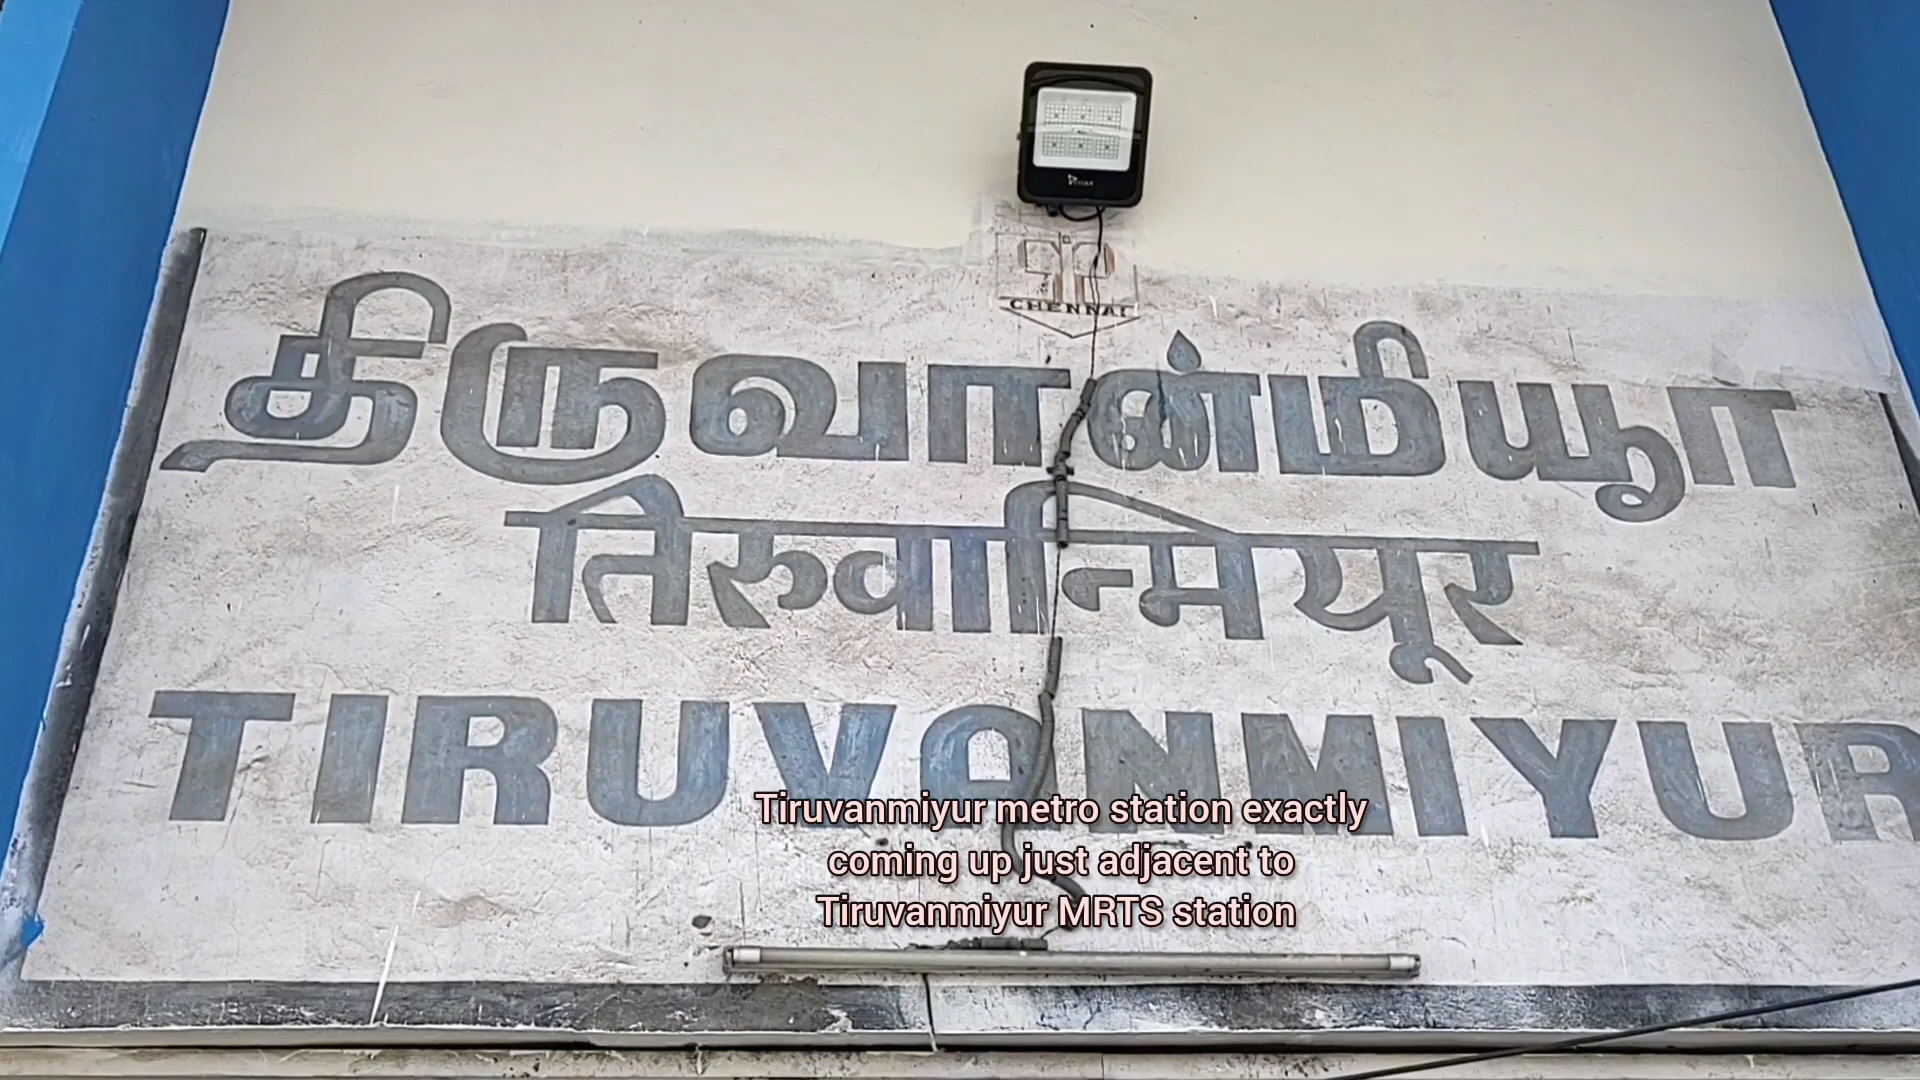 CHENNAI
திருவான்மியூர்
तिरुवान्मियूर
TIRUVANMIYUR
Tiruvanmiyur metro station exactly
coming up just adjacent to
Tiruvanmiyur MRTS station